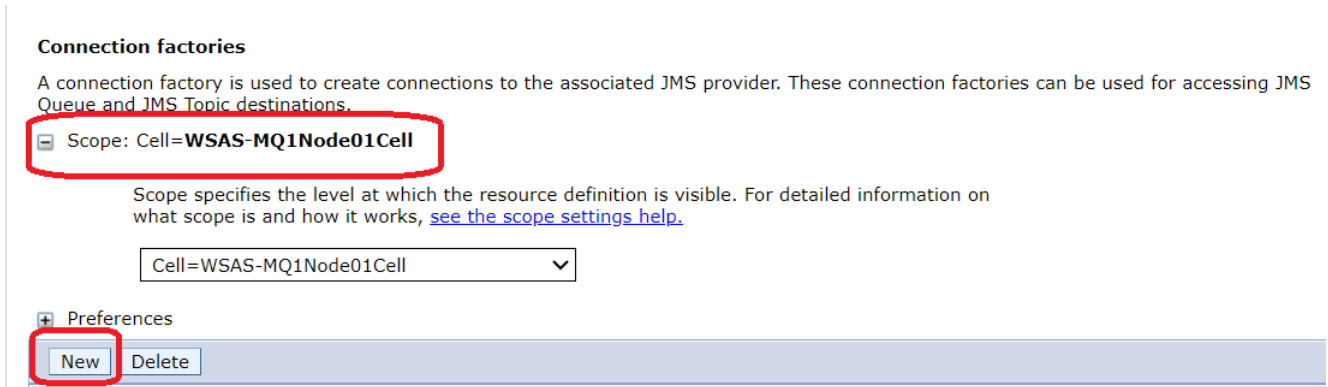 Connection factories
A connection factory is used to create connections to the associated JMS provider. These connection factories can be used for accessing JMS
Queue and JMS Topic destinations.
Scope: Cell=WSAS-MQ1Node01Cell
Scope specifies the level at which the resource definition is visible. For detailed information on
what scope is and how it works, see the scope settings help.
Cell=WSAS-MQ1Node01Cell
Preferences
New Delete